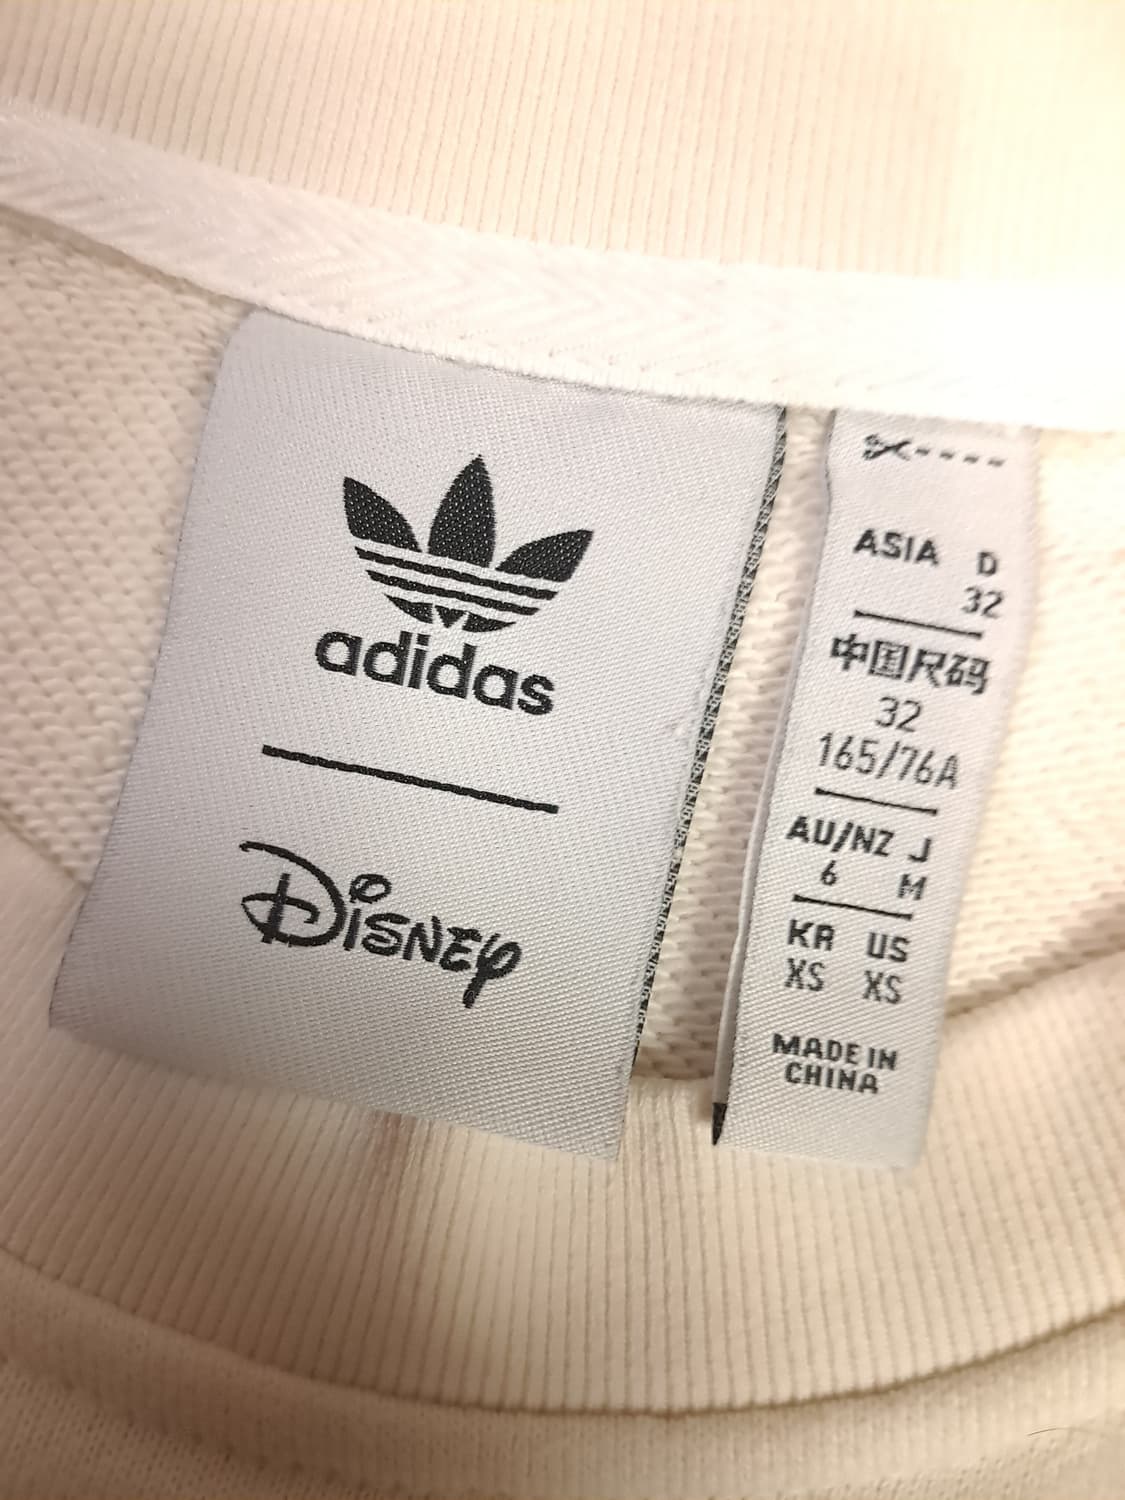 adidas
Disney
ASIA D
32
中国尺码
32
165/76A
AU/NZ J
6 M
KR US
XS XS
MADE IN
CHINA